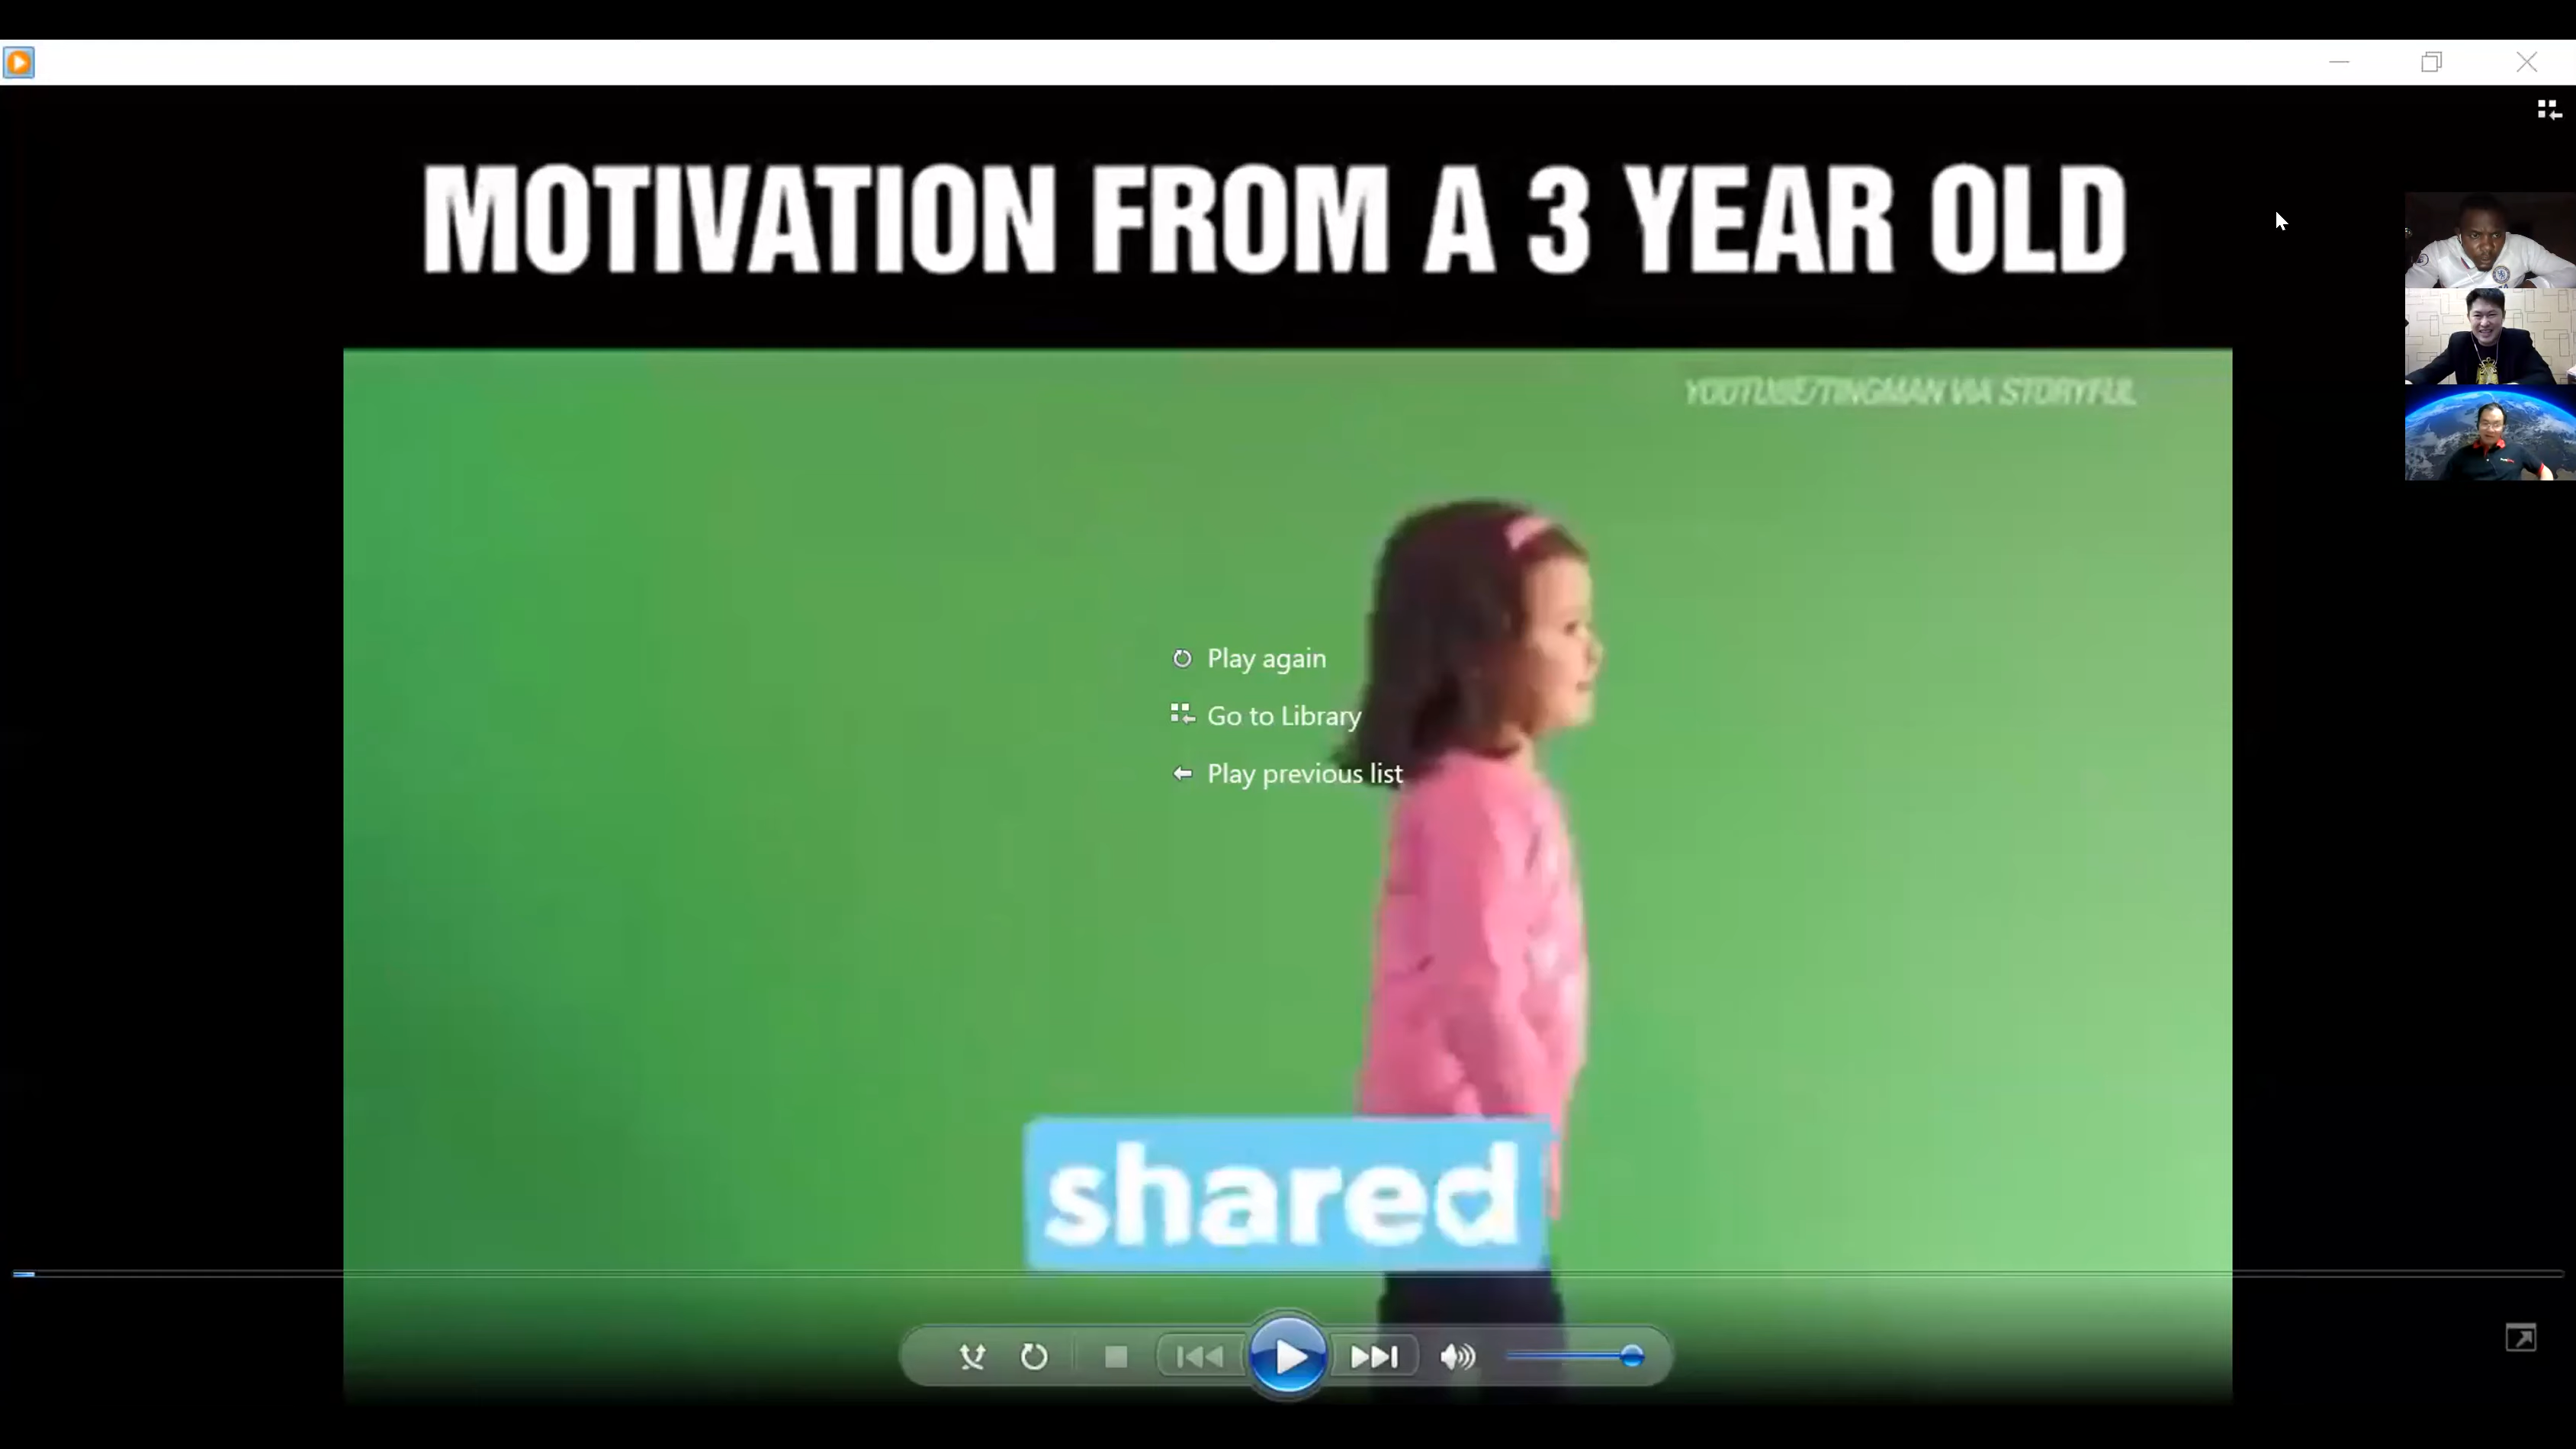 MOTIVATION FROM A 3 YEAR OLD
YOUTUBE/TINGMAN VIA STORYFUL
Play again
Go to Library
Play previous list
shared